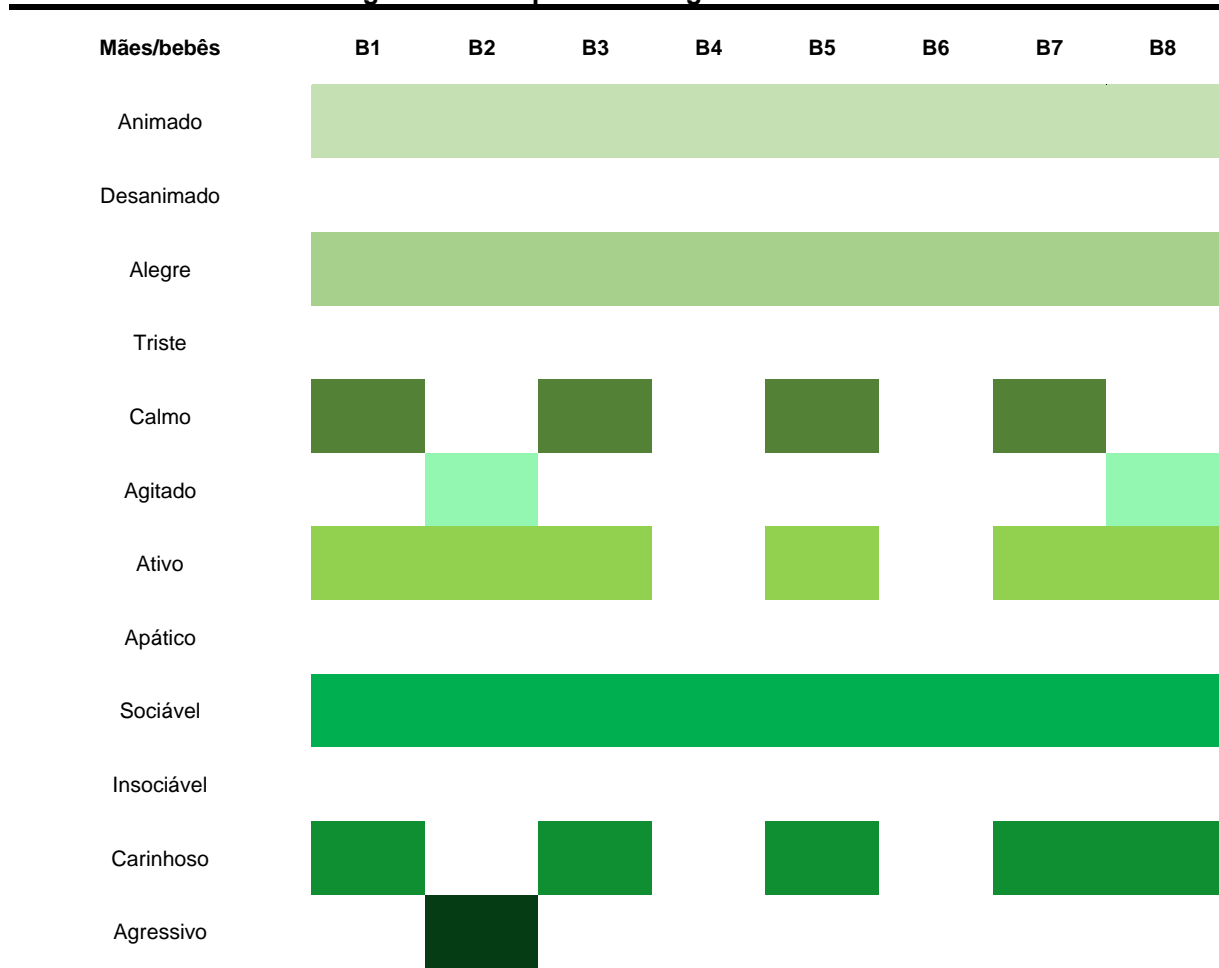 Mães/bebês B1 B2 B3 B4 B5 B6 B7 B8
Animado
Desanimado
Alegre
Triste
Calmo
Agitado
Ativo
Apático
Sociável
Insociável
Carinhoso
Agressivo